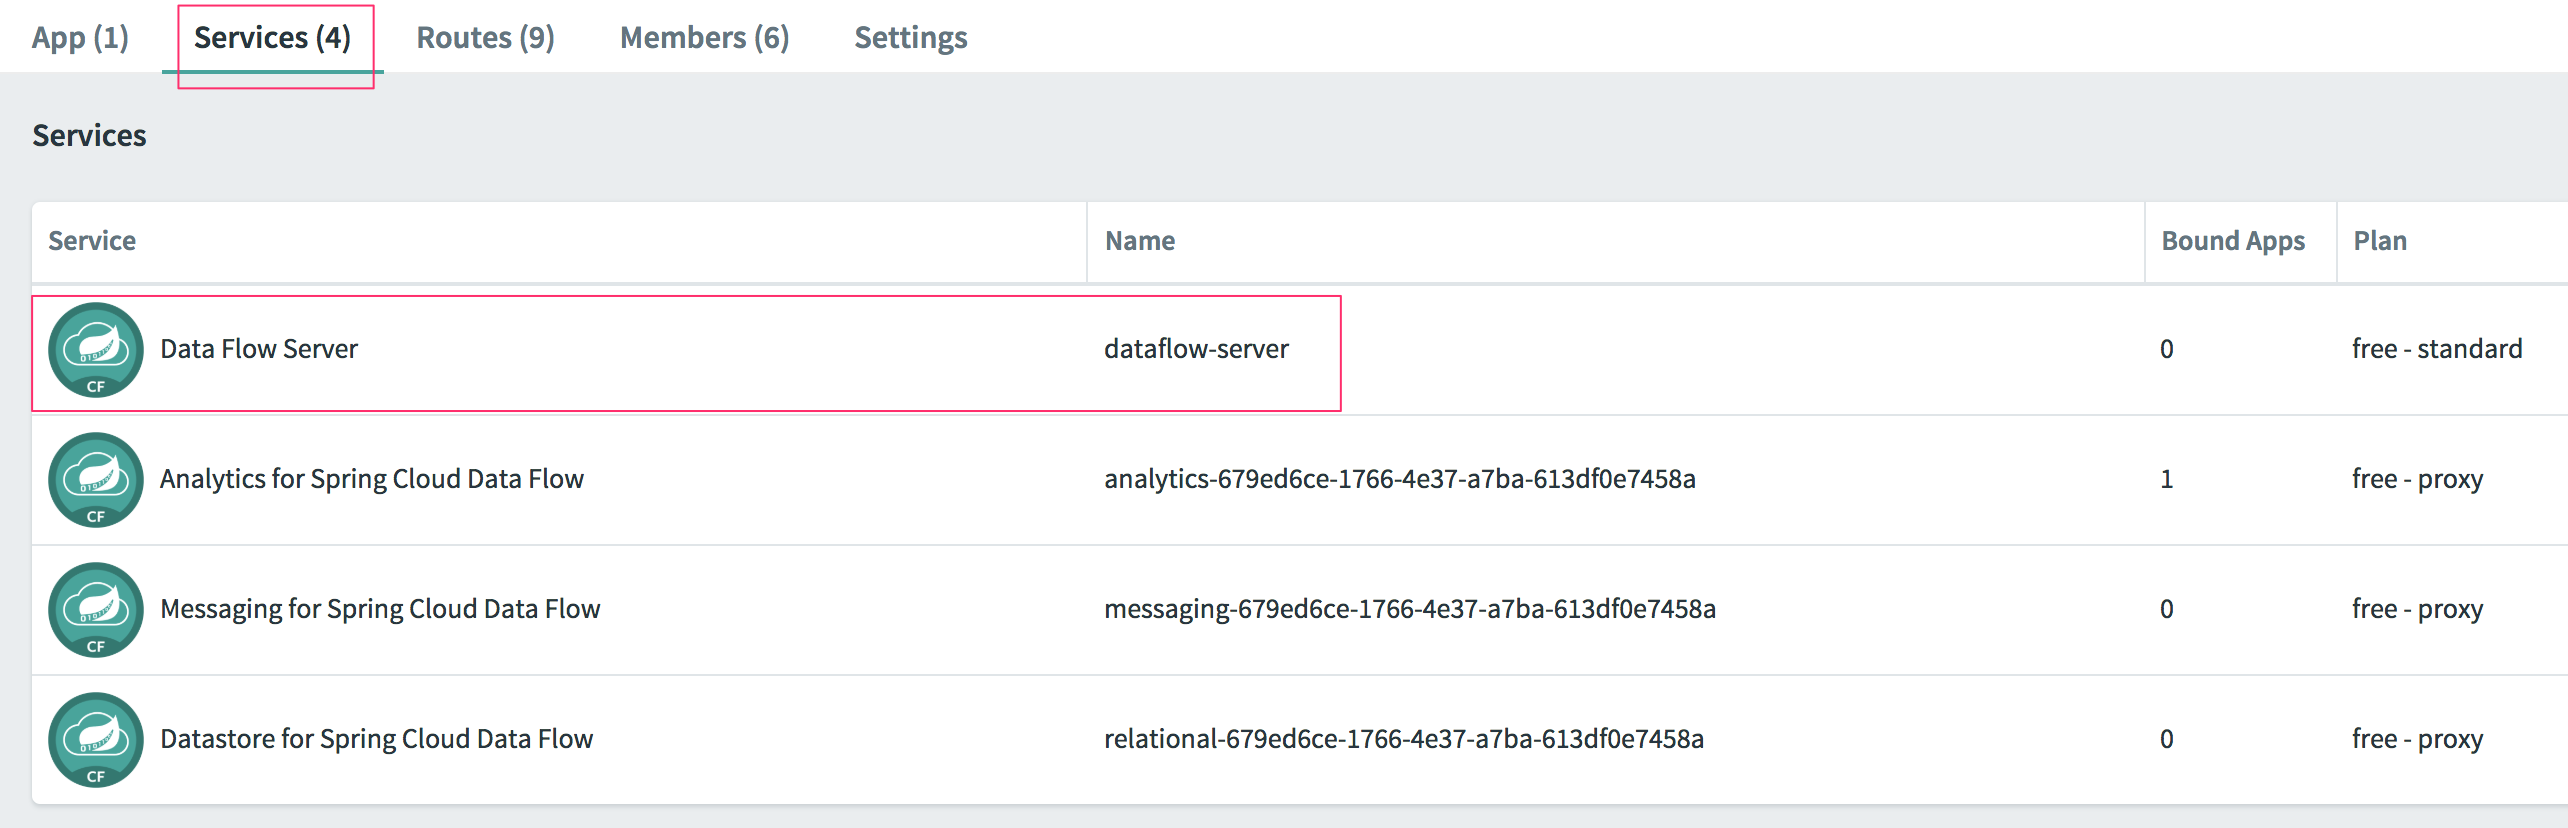 App (1) Services (4) Routes (9) Members (6) Settings
Services
Service Name Bound Apps Plan
CF Data Flow Server dataflow-server 0 free - standard
CF Analytics for Spring Cloud Data Flow analytics-679ed6ce-1766-4e37-a7ba-613df0e7458a 1 free - proxy
CF Messaging for Spring Cloud Data Flow messaging-679ed6ce-1766-4e37-a7ba-613df0e7458a 0 free - proxy
CF Datastore for Spring Cloud Data Flow relational-679ed6ce-1766-4e37-a7ba-613df0e7458a 0 free - proxy